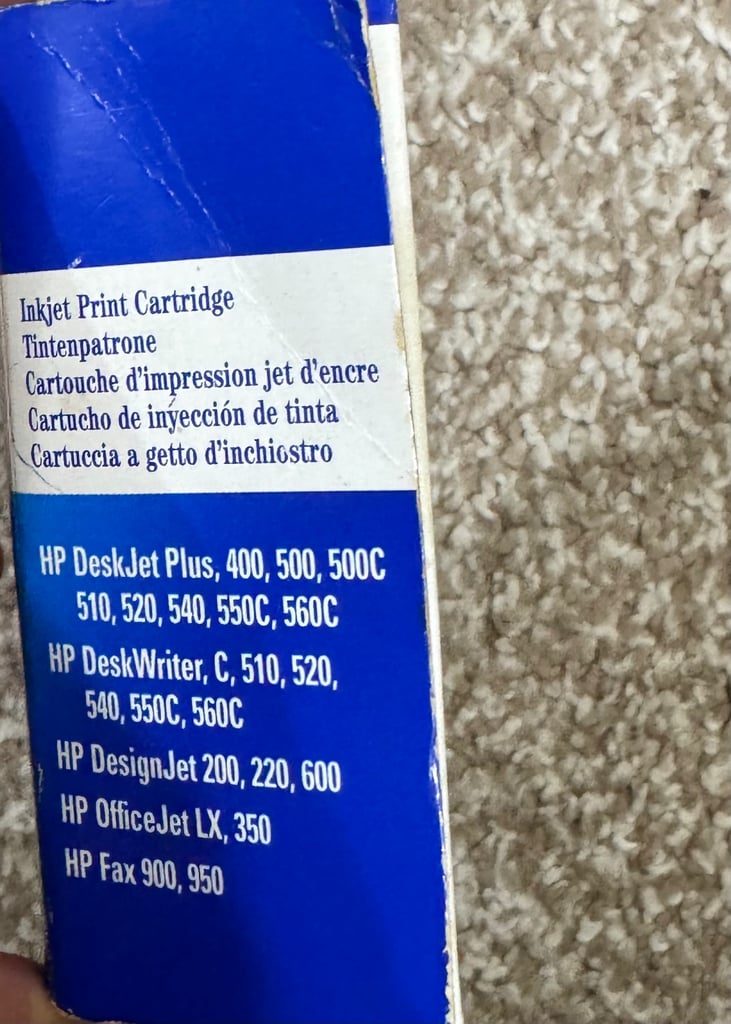 Inkjet Print Cartridge
Tintenpatrone
Cartouche d'impression jet d'encre
Cartucho de inyección de tinta
Cartuccia a getto d'inchiostro
HP DeskJet Plus, 400, 500, 500C
510, 520, 540, 550C, 560C
HP DeskWriter, C, 510, 520,
540, 550C, 560C
HP DesignJet 200, 220, 600
HP OfficeJet LX, 350
HP Fax 900, 950